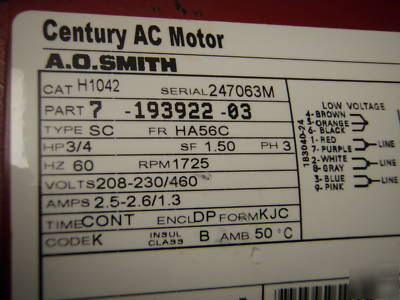 Century AC Motor
A.O.SMITH
CAT H1042 SERIAL 247063M
PART 7 -193922 -03
TYPE SC FR HA56C
HP 3/4 SF 1.50 PH 3
HZ 60 RPM 1725
VOLTS 208-230/460
AMPS 2.5-2.6/1.3
TIME CONT ENCL DP FORM KJC
CODE K INSUL CLASS B AMB 50 °C
183040-24
LOW VOLTAGE
4-BROWN
5-ORANGE
6-BLACK
1-RED
7-PURPLE LINE
2-WHITE
8-GRAY LINE
3-BLUE
9-PINK LINE